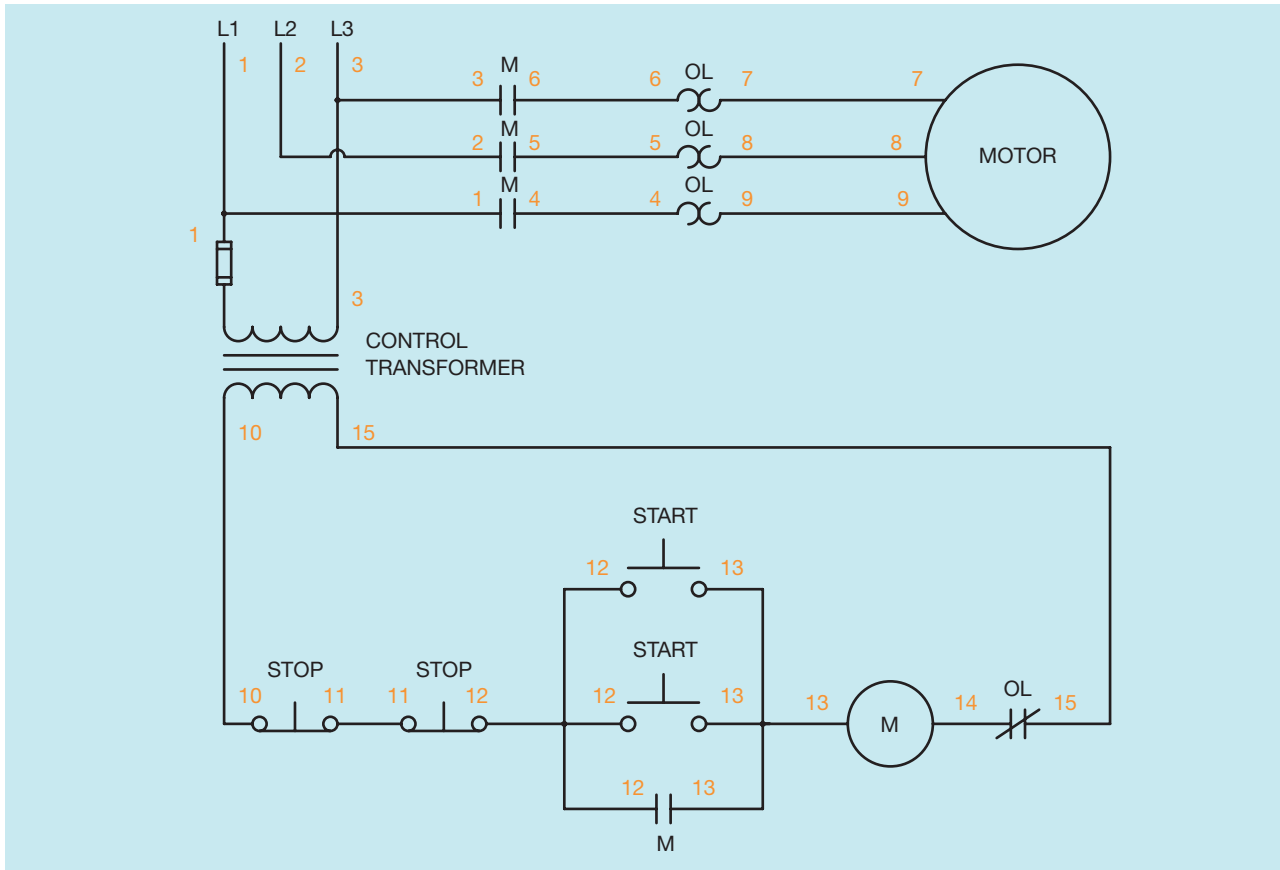 L1 L2 L3
1 2 3
M OL
3 6 6 7 7
M OL
2 5 5 8 8
MOTOR
M OL
1 4 4 9 9
1
3
CONTROL
TRANSFORMER
10 15
START
12 13
START
STOP STOP
10 11 11 12 12 13 13 14 OL 15
M
12 13
M